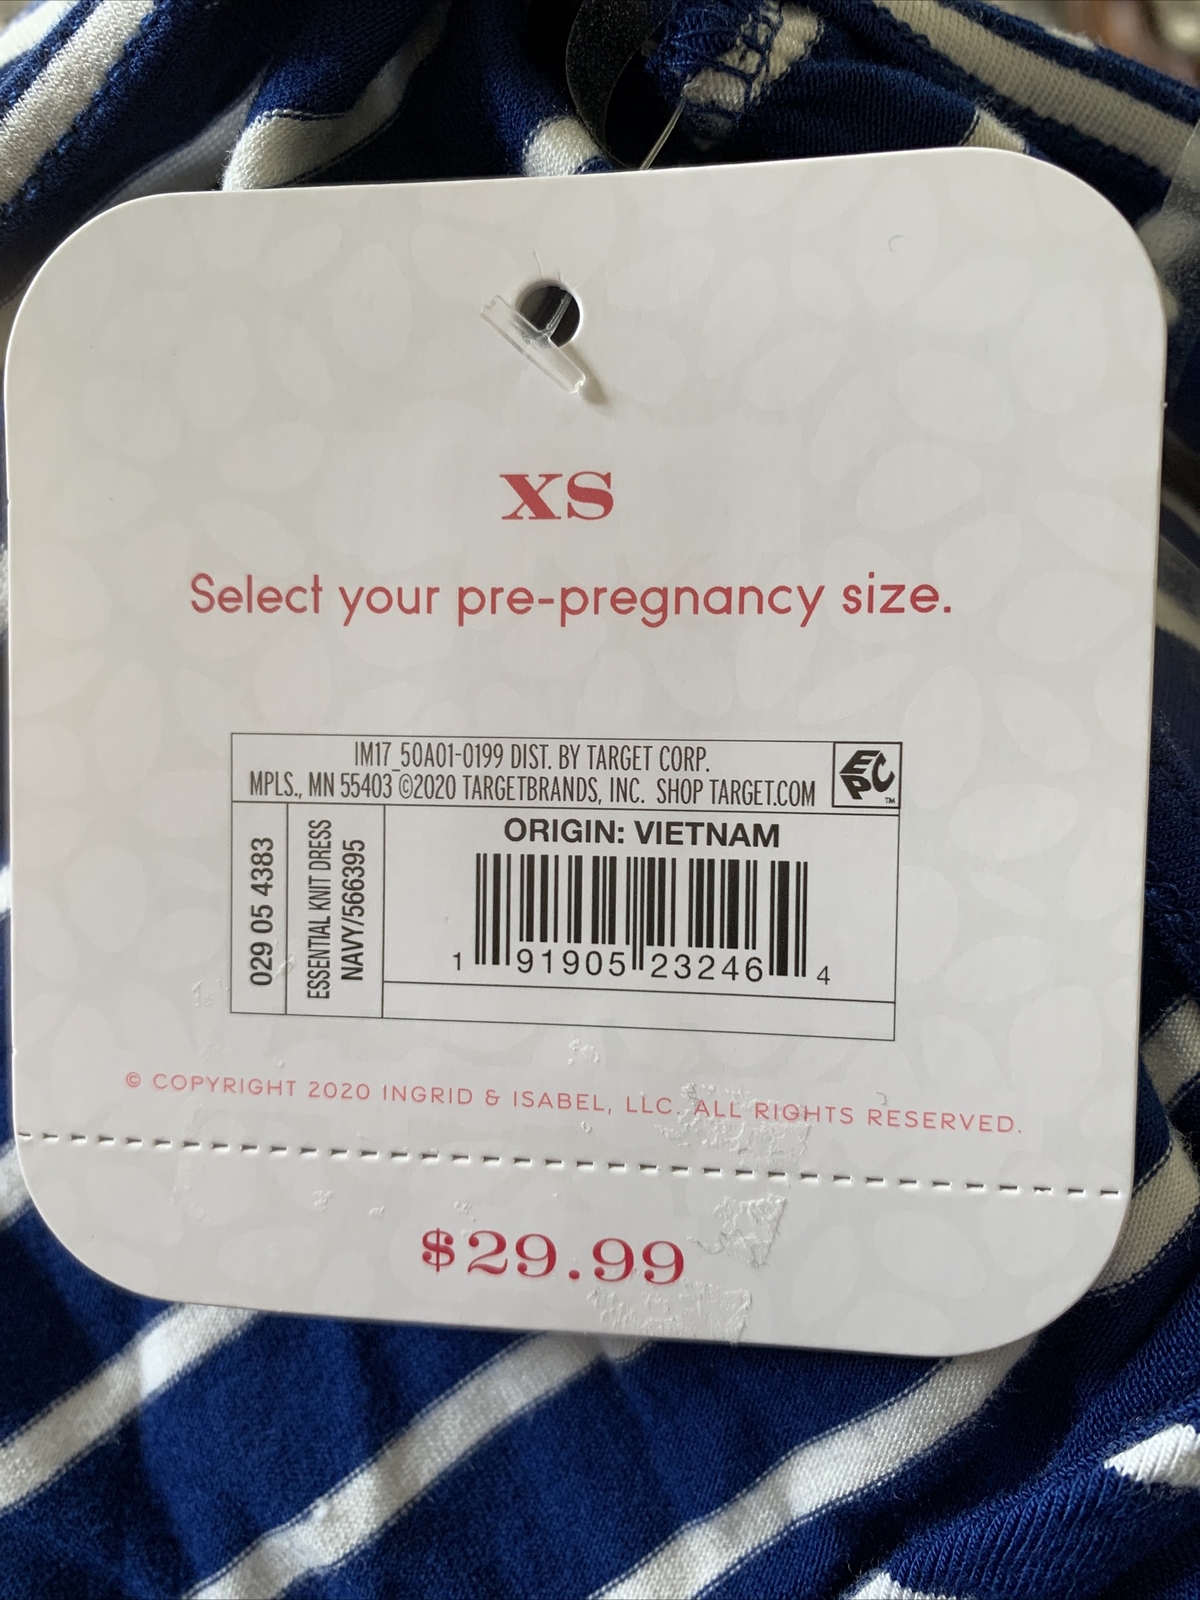 XS
Select your pre-pregnancy size.
IM17_50A01-0199 DIST. BY TARGET CORP.
MPLS., MN 55403 ©2020 TARGETBRANDS, INC. SHOP TARGET.COM
EPC™
029 05 4383
ESSENTIAL KNIT DRESS
NAVY/566395
ORIGIN: VIETNAM
1 91905 23246 4
© COPYRIGHT 2020 INGRID & ISABEL, LLC. ALL RIGHTS RESERVED.
$29.99